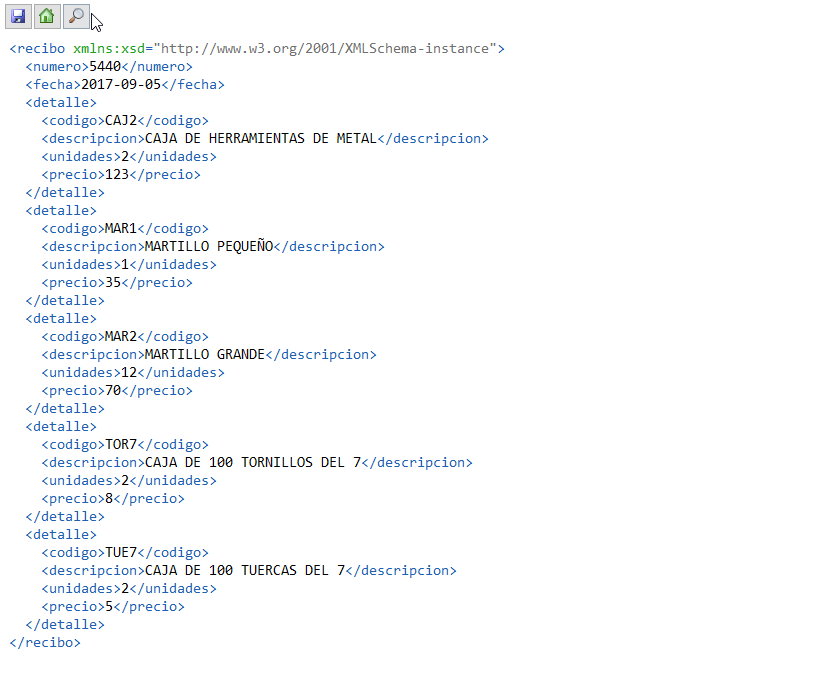 <recibo xmlns:xsd="http://www.w3.org/2001/XMLSchema-instance">
<numero>5440</numero>
<fecha>2017-09-05</fecha>
<detalle>
<codigo>CAJ2</codigo>
<descripcion>CAJA DE HERRAMIENTAS DE METAL</descripcion>
<unidades>2</unidades>
<precio>123</precio>
</detalle>
<detalle>
<codigo>MAR1</codigo>
<descripcion>MARTILLO PEQUEÑO</descripcion>
<unidades>1</unidades>
<precio>35</precio>
</detalle>
<detalle>
<codigo>MAR2</codigo>
<descripcion>MARTILLO GRANDE</descripcion>
<unidades>12</unidades>
<precio>70</precio>
</detalle>
<detalle>
<codigo>TOR7</codigo>
<descripcion>CAJA DE 100 TORNILLOS DEL 7</descripcion>
<unidades>2</unidades>
<precio>8</precio>
</detalle>
<detalle>
<codigo>TUE7</codigo>
<descripcion>CAJA DE 100 TUERCAS DEL 7</descripcion>
<unidades>2</unidades>
<precio>5</precio>
</detalle>
</recibo>